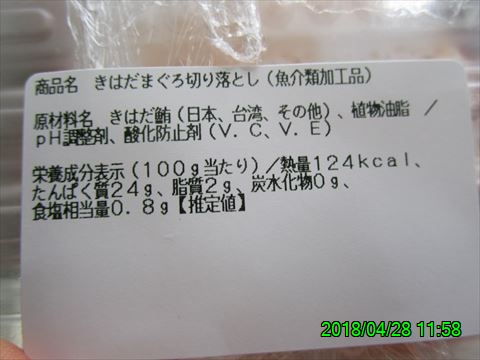 商品名　きはだまぐろ切り落とし（魚介類加工品）
原材料名　きはだ鮪（日本、台湾、その他）、植物油脂　／
ｐＨ調整剤、酸化防止剤（Ｖ．Ｃ、Ｖ．Ｅ）
栄養成分表示（１００ｇ当たり）／熱量１２４ｋｃａｌ、
たんぱく質２４ｇ、脂質２ｇ、炭水化物０ｇ、
食塩相当量０．８ｇ【推定値】
2018/04/28 11:58